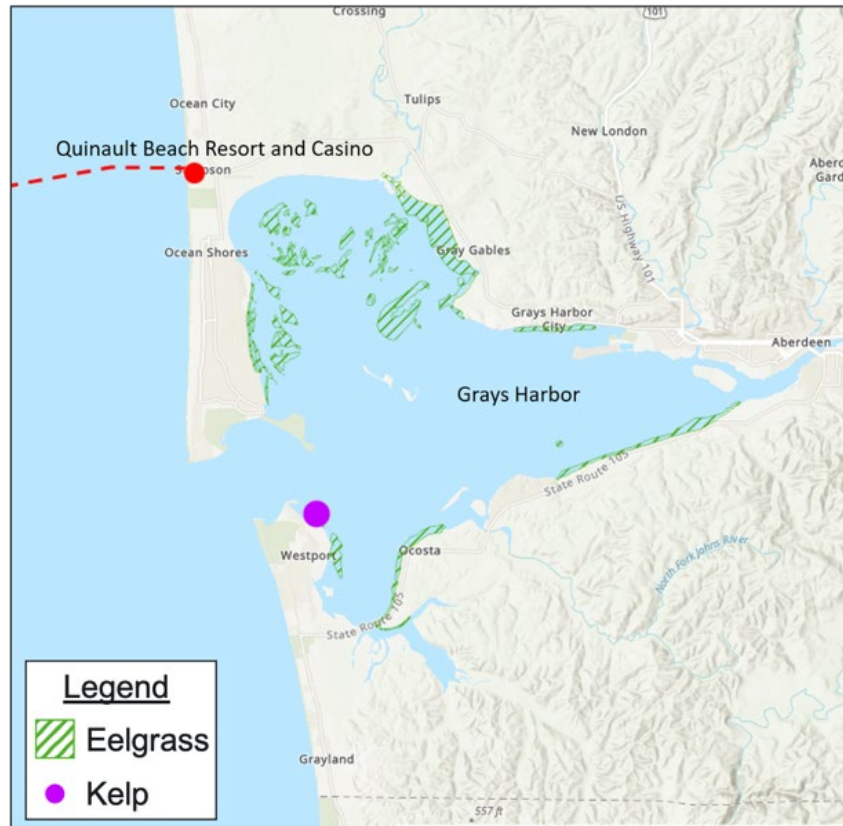 Crossing
101
Ocean City
Tulips
New London
Quinault Beach Resort and Casino
US Highway 101
Ocean Shores
Gray Gables
Grays Harbor
City
Aberdeen
Grays Harbor
State Route 105
Westport
Ocosta
North Fork Johns River
State Route 105
Legend
Eelgrass
Kelp
Grayland
557 ft